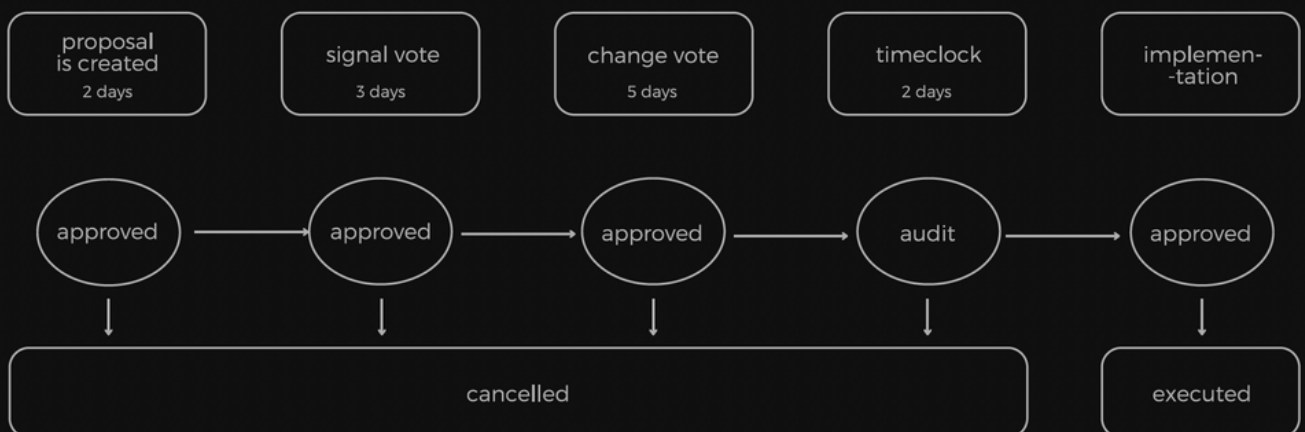 proposal
is created
2 days
signal vote
3 days
change vote
5 days
timeclock
2 days
implemen-
-tation
approved
approved
approved
audit
approved
cancelled
executed